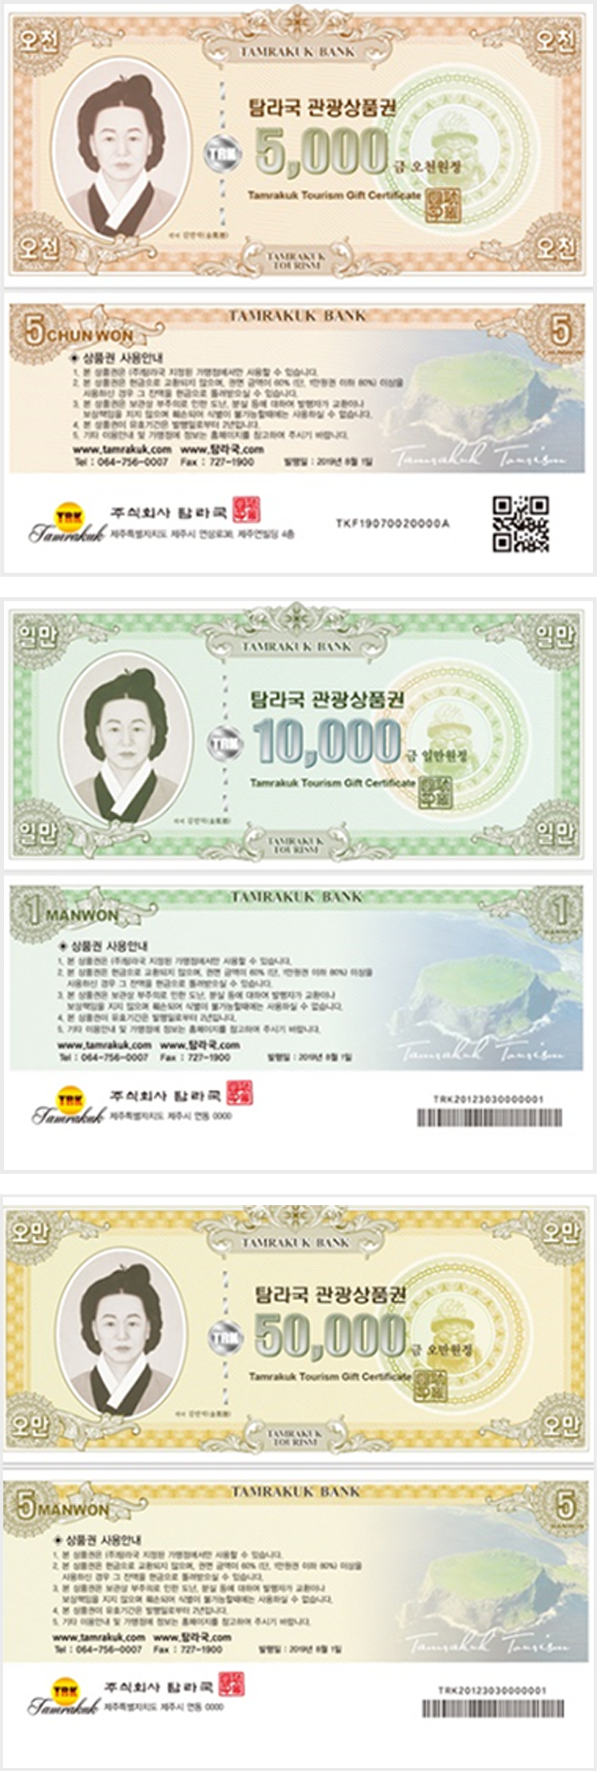 오천
오천
TAMRAKUK BANK
탐라국 관광상품권
TRK
5,000
금 오천원정
Tamrakuk Tourism Gift Certificate
오천
오천
TAMRAKUK
TOURISM
TAMRAKUK BANK
5 CHUN WON
5
◈ 상품권 사용안내
1. 본 상품권은 (주)탐라국 지정된 가맹점에서만 사용할 수 있습니다.
2. 본 상품권은 현금으로 교환되지 않으며, 권면 금액이 60% (단, 1만원권 이하 80%) 이상을
사용하신 경우 그 잔액을 현금으로 돌려받으실 수 있습니다.
3. 본 상품권은 보관상 부주의로 인한 도난, 분실 등에 대하여 발행자가 교환이나
보상책임을 지지 않으며 훼손되어 식별이 불가능할때에는 사용하실 수 없습니다.
4. 본 상품권이 유효기간은 발행일로부터 2년입니다.
5. 기타 이용안내 및 가맹점에 정보는 홈페이지를 참고하여 주시기 바랍니다.
www.tamrakuk.com www.탐라국.com
Tel : 064-756-0007 Fax : 727-1900 발행일 : 2019년 8월 1일
Tamrakuk Tourism
TRK
Tamrakuk
주식회사 탐라국
제주특별자치도 제주시 연삼로38, 제주연빌딩 4층
TKF19070020000A
일만
일만
TAMRAKUK BANK
탐라국 관광상품권
TRK
10,000
금 일만원정
Tamrakuk Tourism Gift Certificate
일만
일만
TAMRAKUK
TOURISM
TAMRAKUK BANK
1 MANWON
1
◈ 상품권 사용안내
1. 본 상품권은 (주)탐라국 지정된 가맹점에서만 사용할 수 있습니다.
2. 본 상품권은 현금으로 교환되지 않으며, 권면 금액에 60% (단, 1만원권 이하 80%) 이상을
사용하신 경우 그 잔액을 현금으로 돌려받으실 수 있습니다.
3. 본 상품권은 보관상 부주의로 인한 도난, 분실 등에 대하여 발행자가 교환이나
보상책임을 지지 않으며 훼손되어 식별이 불가능할때에는 사용하실 수 없습니다.
4. 본 상품권이 유효기간은 발행일로부터 2년입니다.
5. 기타 이용안내 및 가맹점에 정보는 홈페이지를 참고하여 주시기 바랍니다.
www.tamrakuk.com www.탐라국.com
Tel : 064-756-0007 Fax : 727-1900 발행일 : 2019년 8월 1일
Tamrakuk Tourism
TRK
Tamrakuk
주식회사 탐라국
제주특별자치도 제주시 연동 0000
TRK20123030000001
오만
오만
TAMRAKUK BANK
탐라국 관광상품권
TRK
50,000
금 오만원정
Tamrakuk Tourism Gift Certificate
오만
오만
TAMRAKUK
TOURISM
TAMRAKUK BANK
5 MANWON
5
◈ 상품권 사용안내
1. 본 상품권은 (주)탐라국 지정된 가맹점에서만 사용할 수 있습니다.
2. 본 상품권은 현금으로 교환되지 않으며, 권면 금액에 60% (단, 1만원권 이하 80%) 이상을
사용하신 경우 그 잔액을 현금으로 돌려받으실 수 있습니다.
3. 본 상품권은 보관상 부주의로 인한 도난, 분실 등에 대하여 발행자가 교환이나
보상책임을 지지 않으며 훼손되어 식별이 불가능할때에는 사용하실 수 없습니다.
4. 본 상품권이 유효기간은 발행일로부터 2년입니다.
5. 기타 이용안내 및 가맹점에 정보는 홈페이지를 참고하여 주시기 바랍니다.
www.tamrakuk.com www.탐라국.com
Tel : 064-756-0007 Fax : 727-1900 발행일 : 2019년 8월 1일
Tamrakuk Tourism
TRK
Tamrakuk
주식회사 탐라국
제주특별자치도 제주시 연동 0000
TRK20123030000001